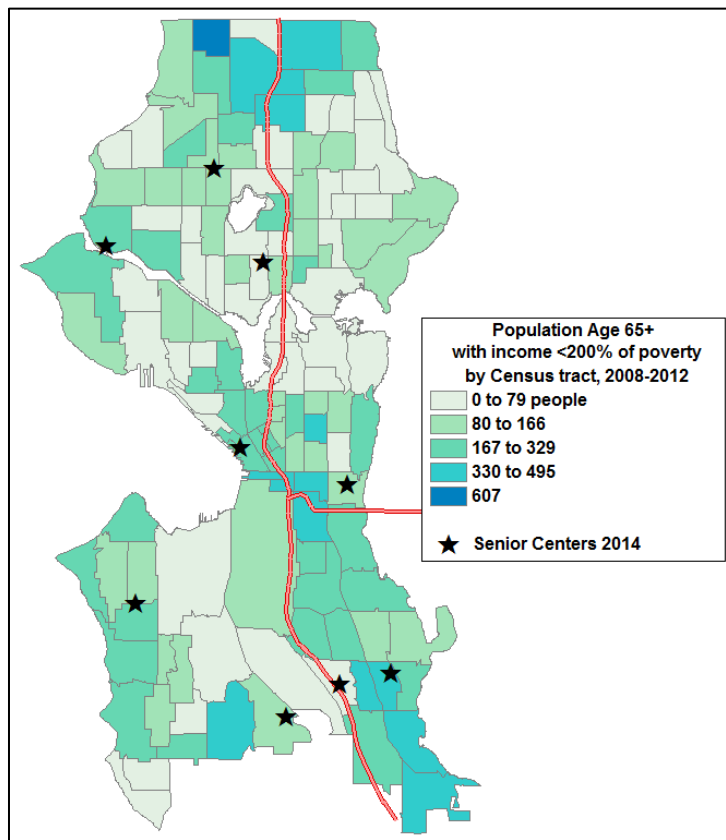 Population Age 65+
with income <200% of poverty
by Census tract, 2008-2012
0 to 79 people
80 to 166
167 to 329
330 to 495
607
Senior Centers 2014